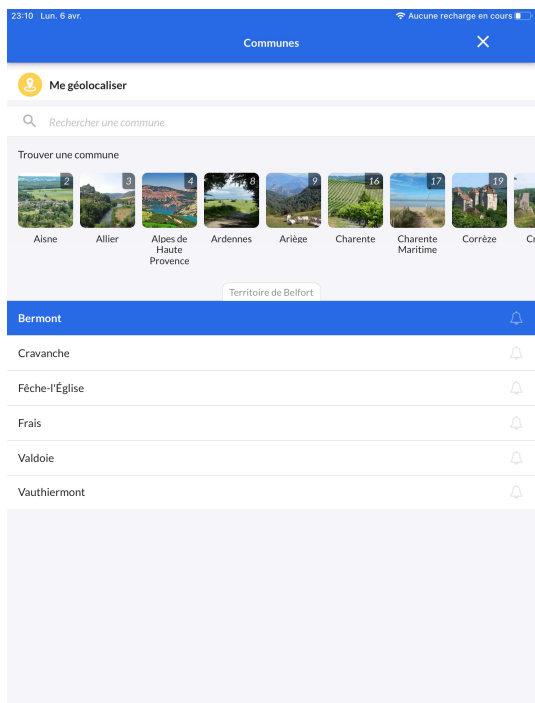 23:10 Lun. 6 avr.
Aucune recharge en cours
Communes
Me géolocaliser
Rechercher une commune
Trouver une commune
2 3 4 8 9 16 17 19
Aisne
Allier
Alpes de
Haute
Provence
Ardennes
Ariège
Charente
Charente
Maritime
Corrèze
Territoire de Belfort
Bermont
Cravanche
Fêche-l'Église
Frais
Valdoie
Vauthiermont